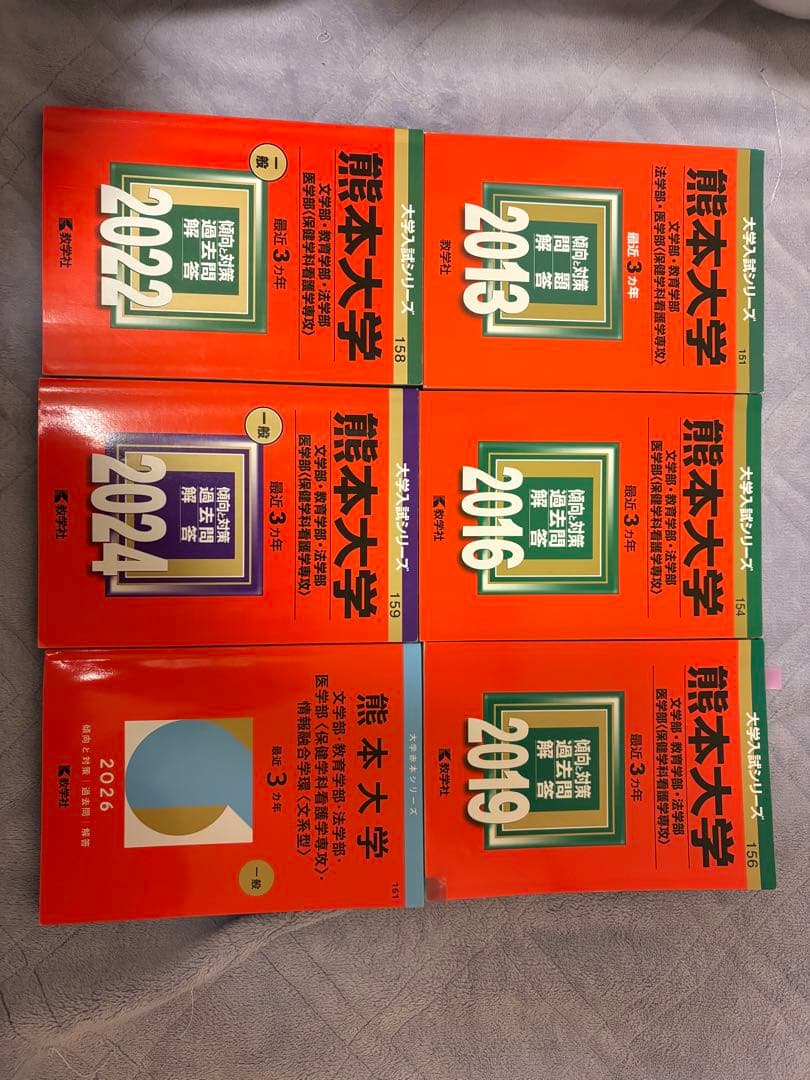 大学入試シリーズ
151
熊本大学
文学部・教育学部
法学部・医学部〈保健学科看護学専攻〉
最近3カ年
傾向と対策
問題
解答
2013
教学社
大学入試シリーズ
154
熊本大学
文学部・教育学部・法学部
医学部〈保健学科看護学専攻〉
最近3カ年
傾向と対策
過去問
解答
2016
教学社
大学入試シリーズ
156
熊本大学
文学部・教育学部・法学部
医学部〈保健学科看護学専攻〉
最近3カ年
傾向と対策
過去問
解答
2019
教学社
大学入試シリーズ
158
熊本大学
文学部・教育学部・法学部
医学部〈保健学科看護学専攻〉
一般
最近3カ年
傾向と対策
過去問
解答
2022
教学社
大学入試シリーズ
159
熊本大学
文学部・教育学部・法学部
医学部〈保健学科看護学専攻〉
一般
最近3カ年
傾向と対策
過去問
解答
2024
教学社
大学赤本シリーズ
161
熊本大学
文学部・教育学部・法学部・
医学部〈保健学科看護学専攻〉・
情報融合学環〈文系型〉
最近3カ年
一般
2026
傾向と対策|過去問|解答
教学社